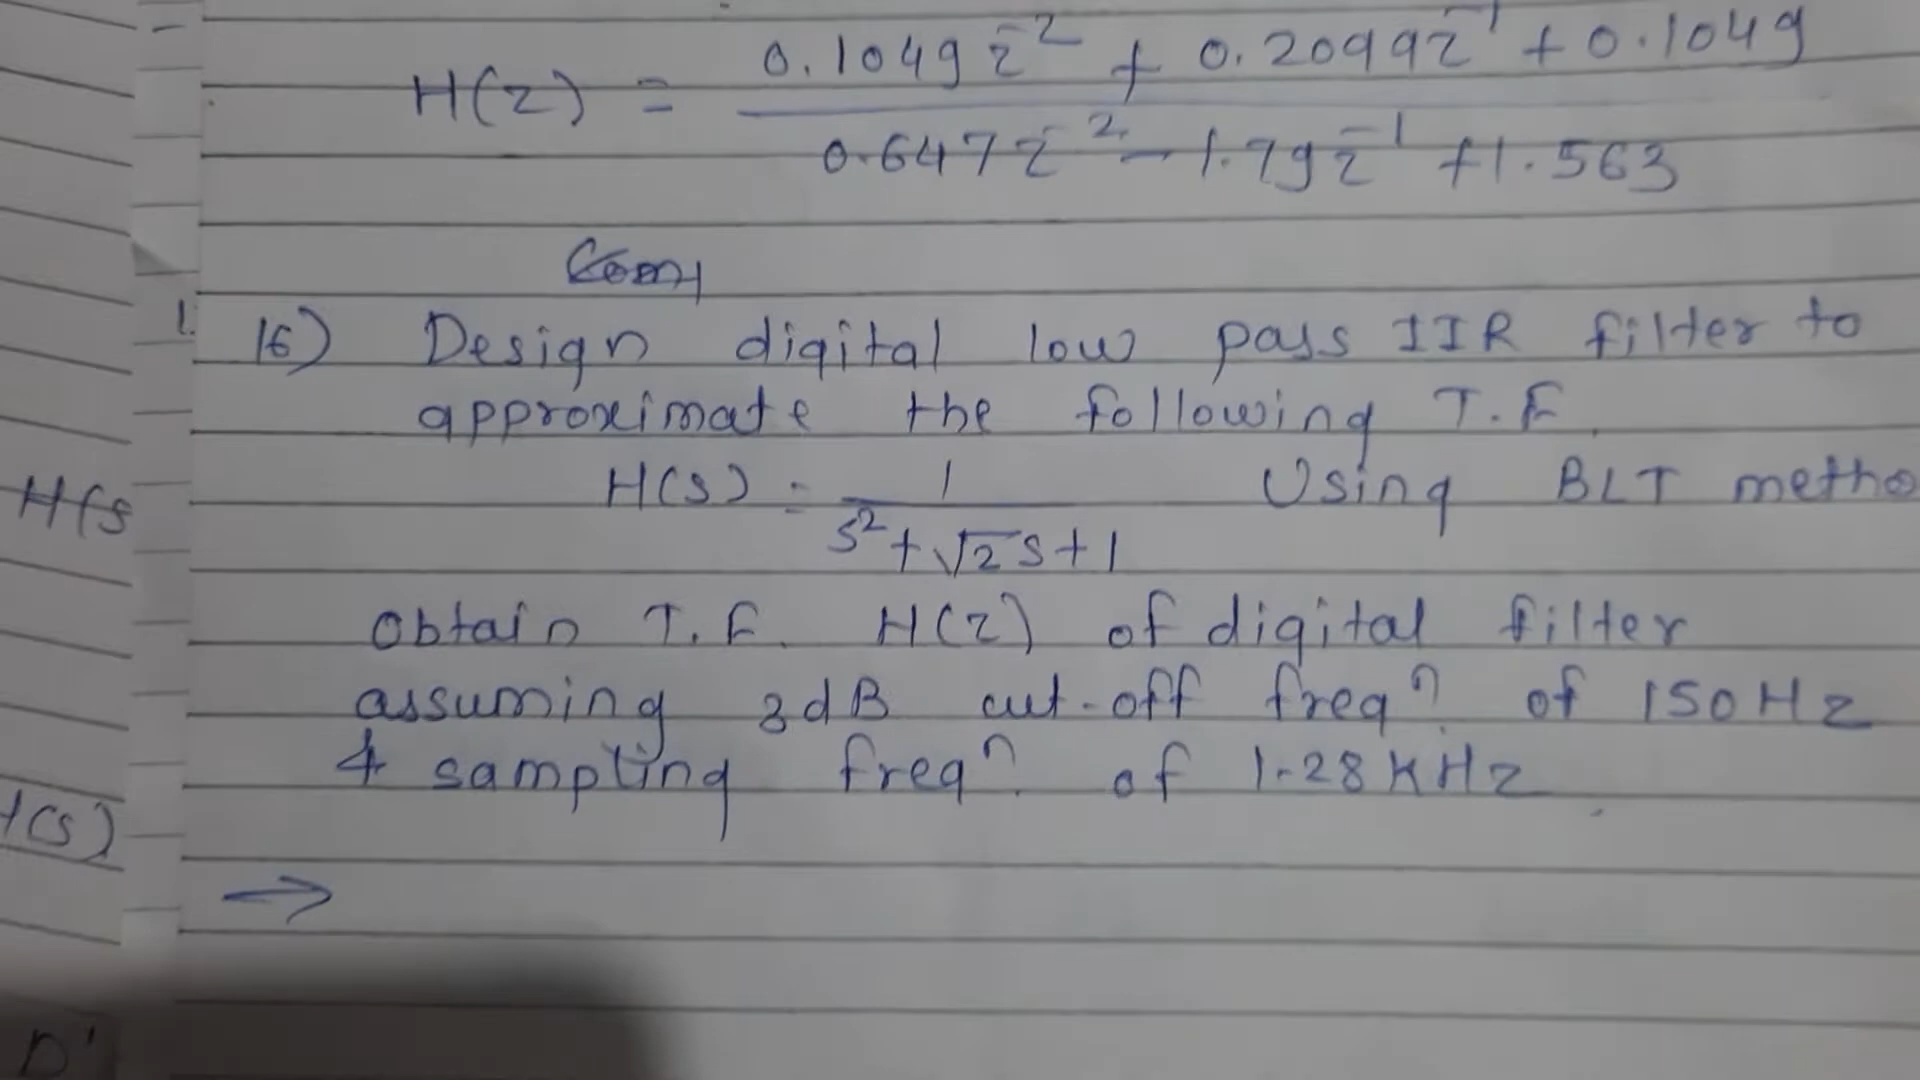 H(z) = 0.1049 z⁻² + 0.2099 z⁻¹ + 0.1049
0.647 z⁻² - 1.79 z⁻¹ + 1.563
1. 16) Design digital low pass IIR filter to
approximate the following T.F.
H(s) = 1 Using BLT metho
s² + √2 s + 1
H(s
obtain T.F. H(z) of digital filter
assuming 3dB cut-off freqⁿ. of 150Hz
& sampling freqⁿ. of 1.28 KHz
H(s)
→
D'